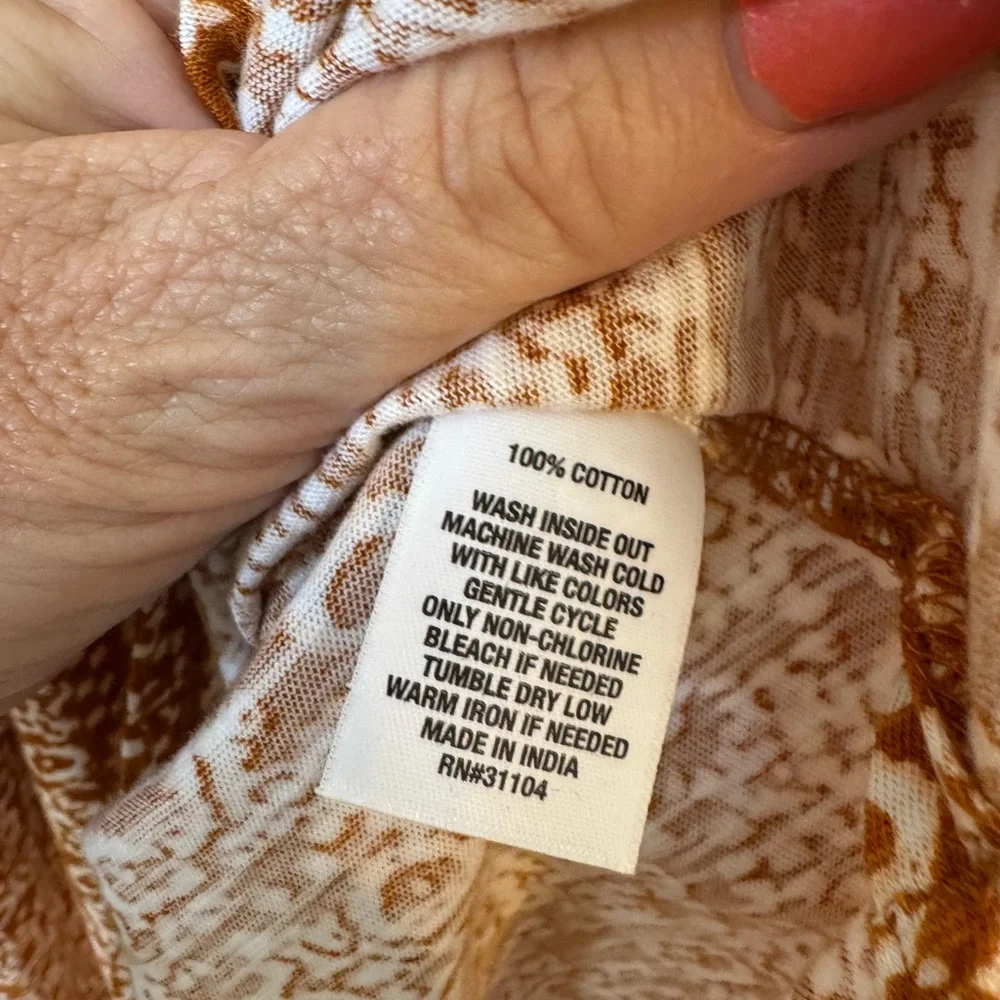 100% COTTON
WASH INSIDE OUT
MACHINE WASH COLD
WITH LIKE COLORS
GENTLE CYCLE
ONLY NON-CHLORINE
BLEACH IF NEEDED
TUMBLE DRY LOW
WARM IRON IF NEEDED
MADE IN INDIA
RN#31104